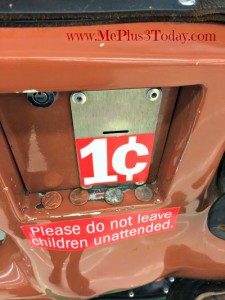 www.MePlus3Today.com
1¢
Please do not leave
children unattended.